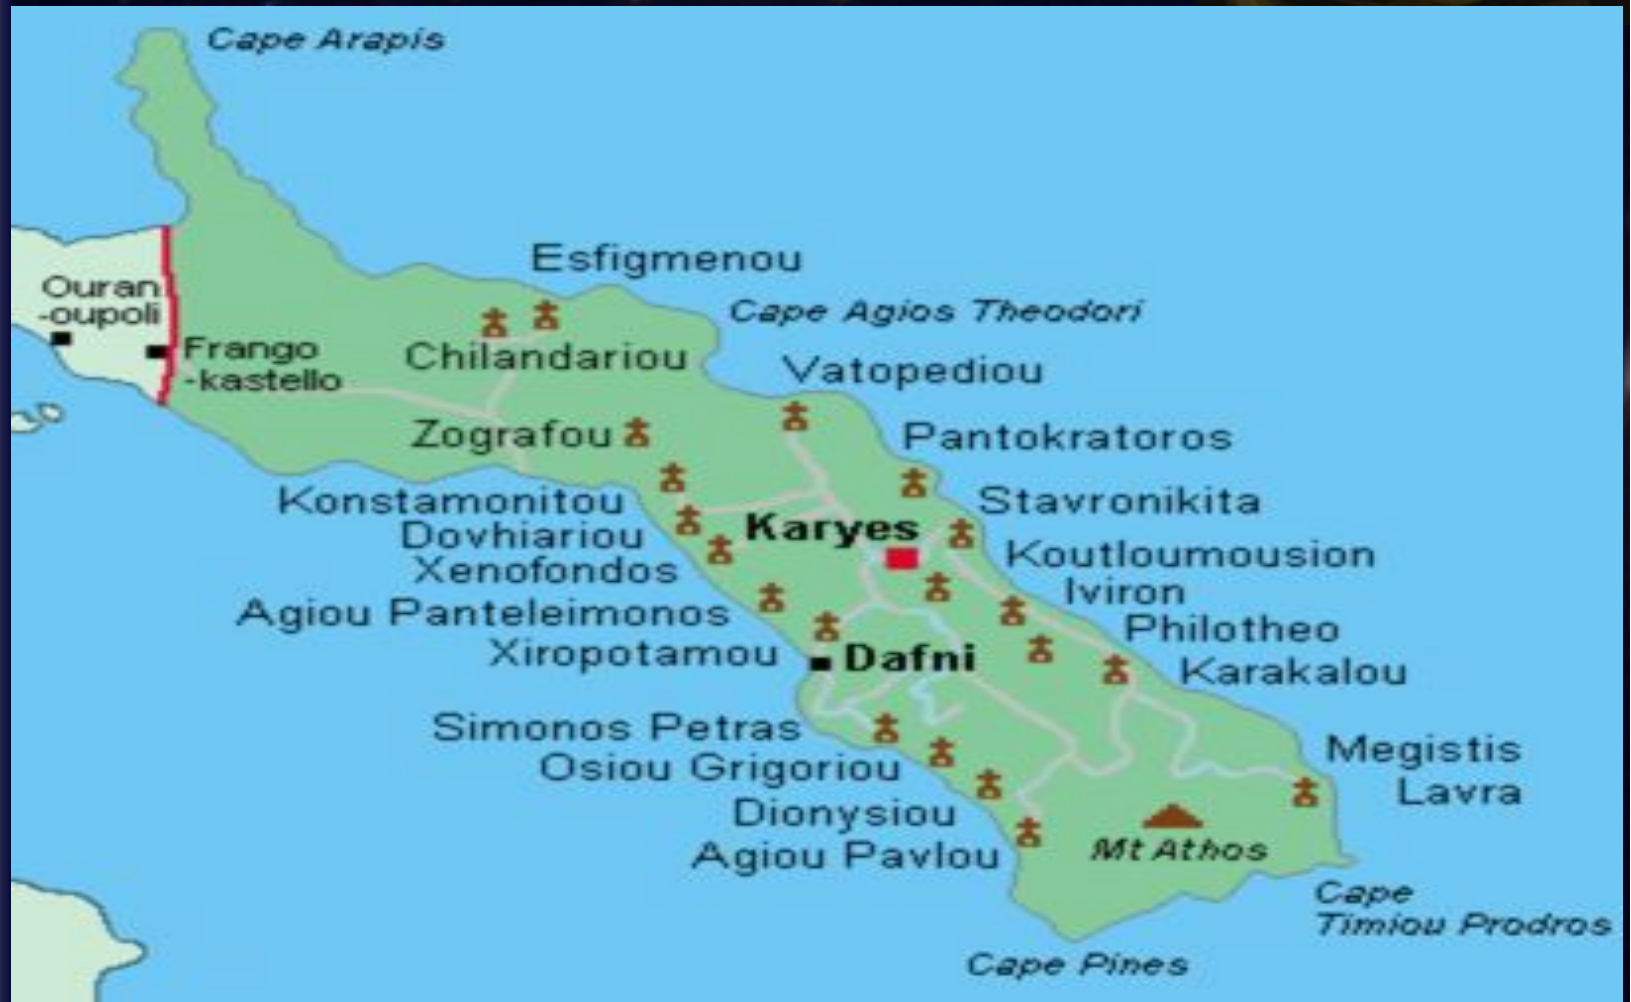 Cape Arapis
Esfigmenou
Ouran
-oupoli
Cape Agios Theodori
Frango
-kastello
Chilandariou
Vatopediou
Zografou
Pantokratoros
Konstamonitou
Stavronikita
Dovhiariou
Karyes
Xenofondos
Koutloumousion
Iviron
Agiou Panteleimonos
Philotheo
Xiropotamou
Dafni
Karakalou
Simonos Petras
Osiou Grigoriou
Megistis
Lavra
Dionysiou
Agiou Pavlou
Mt Athos
Cape
Timiou Prodros
Cape Pines